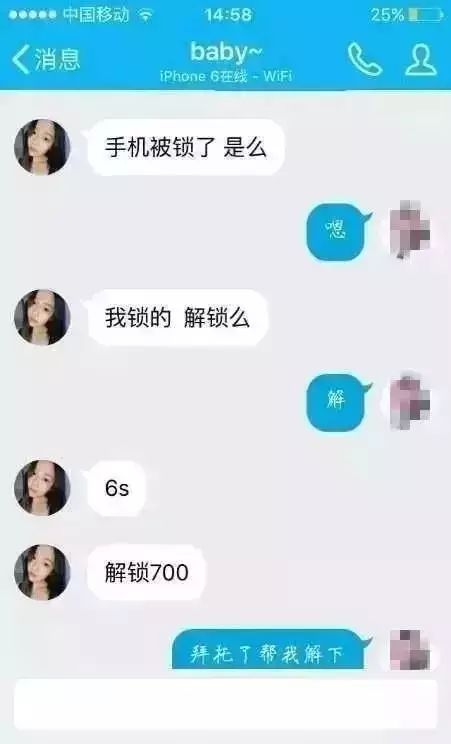 中国移动 14:58 25%
消息 baby~
iPhone 6在线 - WiFi
手机被锁了 是么
嗯
我锁的 解锁么
解
6s
解锁700
拜托了帮我解下